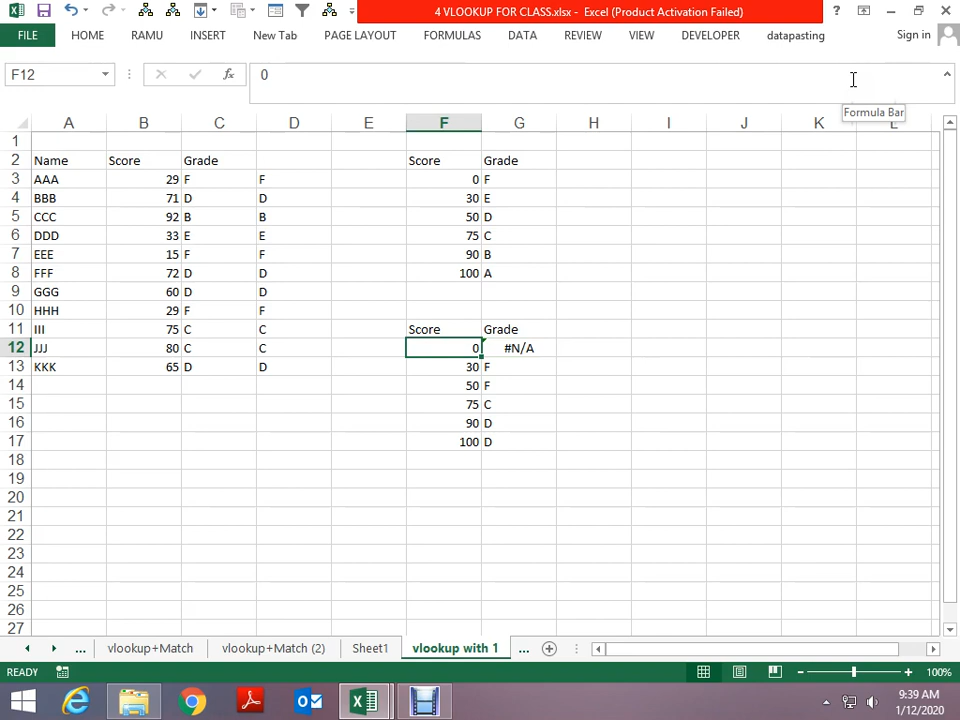 4 VLOOKUP FOR CLASS.xlsx - Excel (Product Activation Failed)
FILE HOME RAMU INSERT New Tab PAGE LAYOUT FORMULAS DATA REVIEW VIEW DEVELOPER datapasting Sign in
F12 fx 0
Formula Bar
A B C D E F G H I J K L
1
2 Name Score Grade Score Grade
3 AAA 29 F F 0 F
4 BBB 71 D D 30 E
5 CCC 92 B B 50 D
6 DDD 33 E E 75 C
7 EEE 15 F F 90 B
8 FFF 72 D D 100 A
9 GGG 60 D D
10 HHH 29 F F
11 III 75 C C Score Grade
12 JJJ 80 C C 0 #N/A
13 KKK 65 D D 30 F
14 50 F
15 75 C
16 90 D
17 100 D
18
19
20
21
22
23
24
25
26
27
... vlookup+Match vlookup+Match (2) Sheet1 vlookup with 1 ...
READY 100%
9:39 AM
1/12/2020